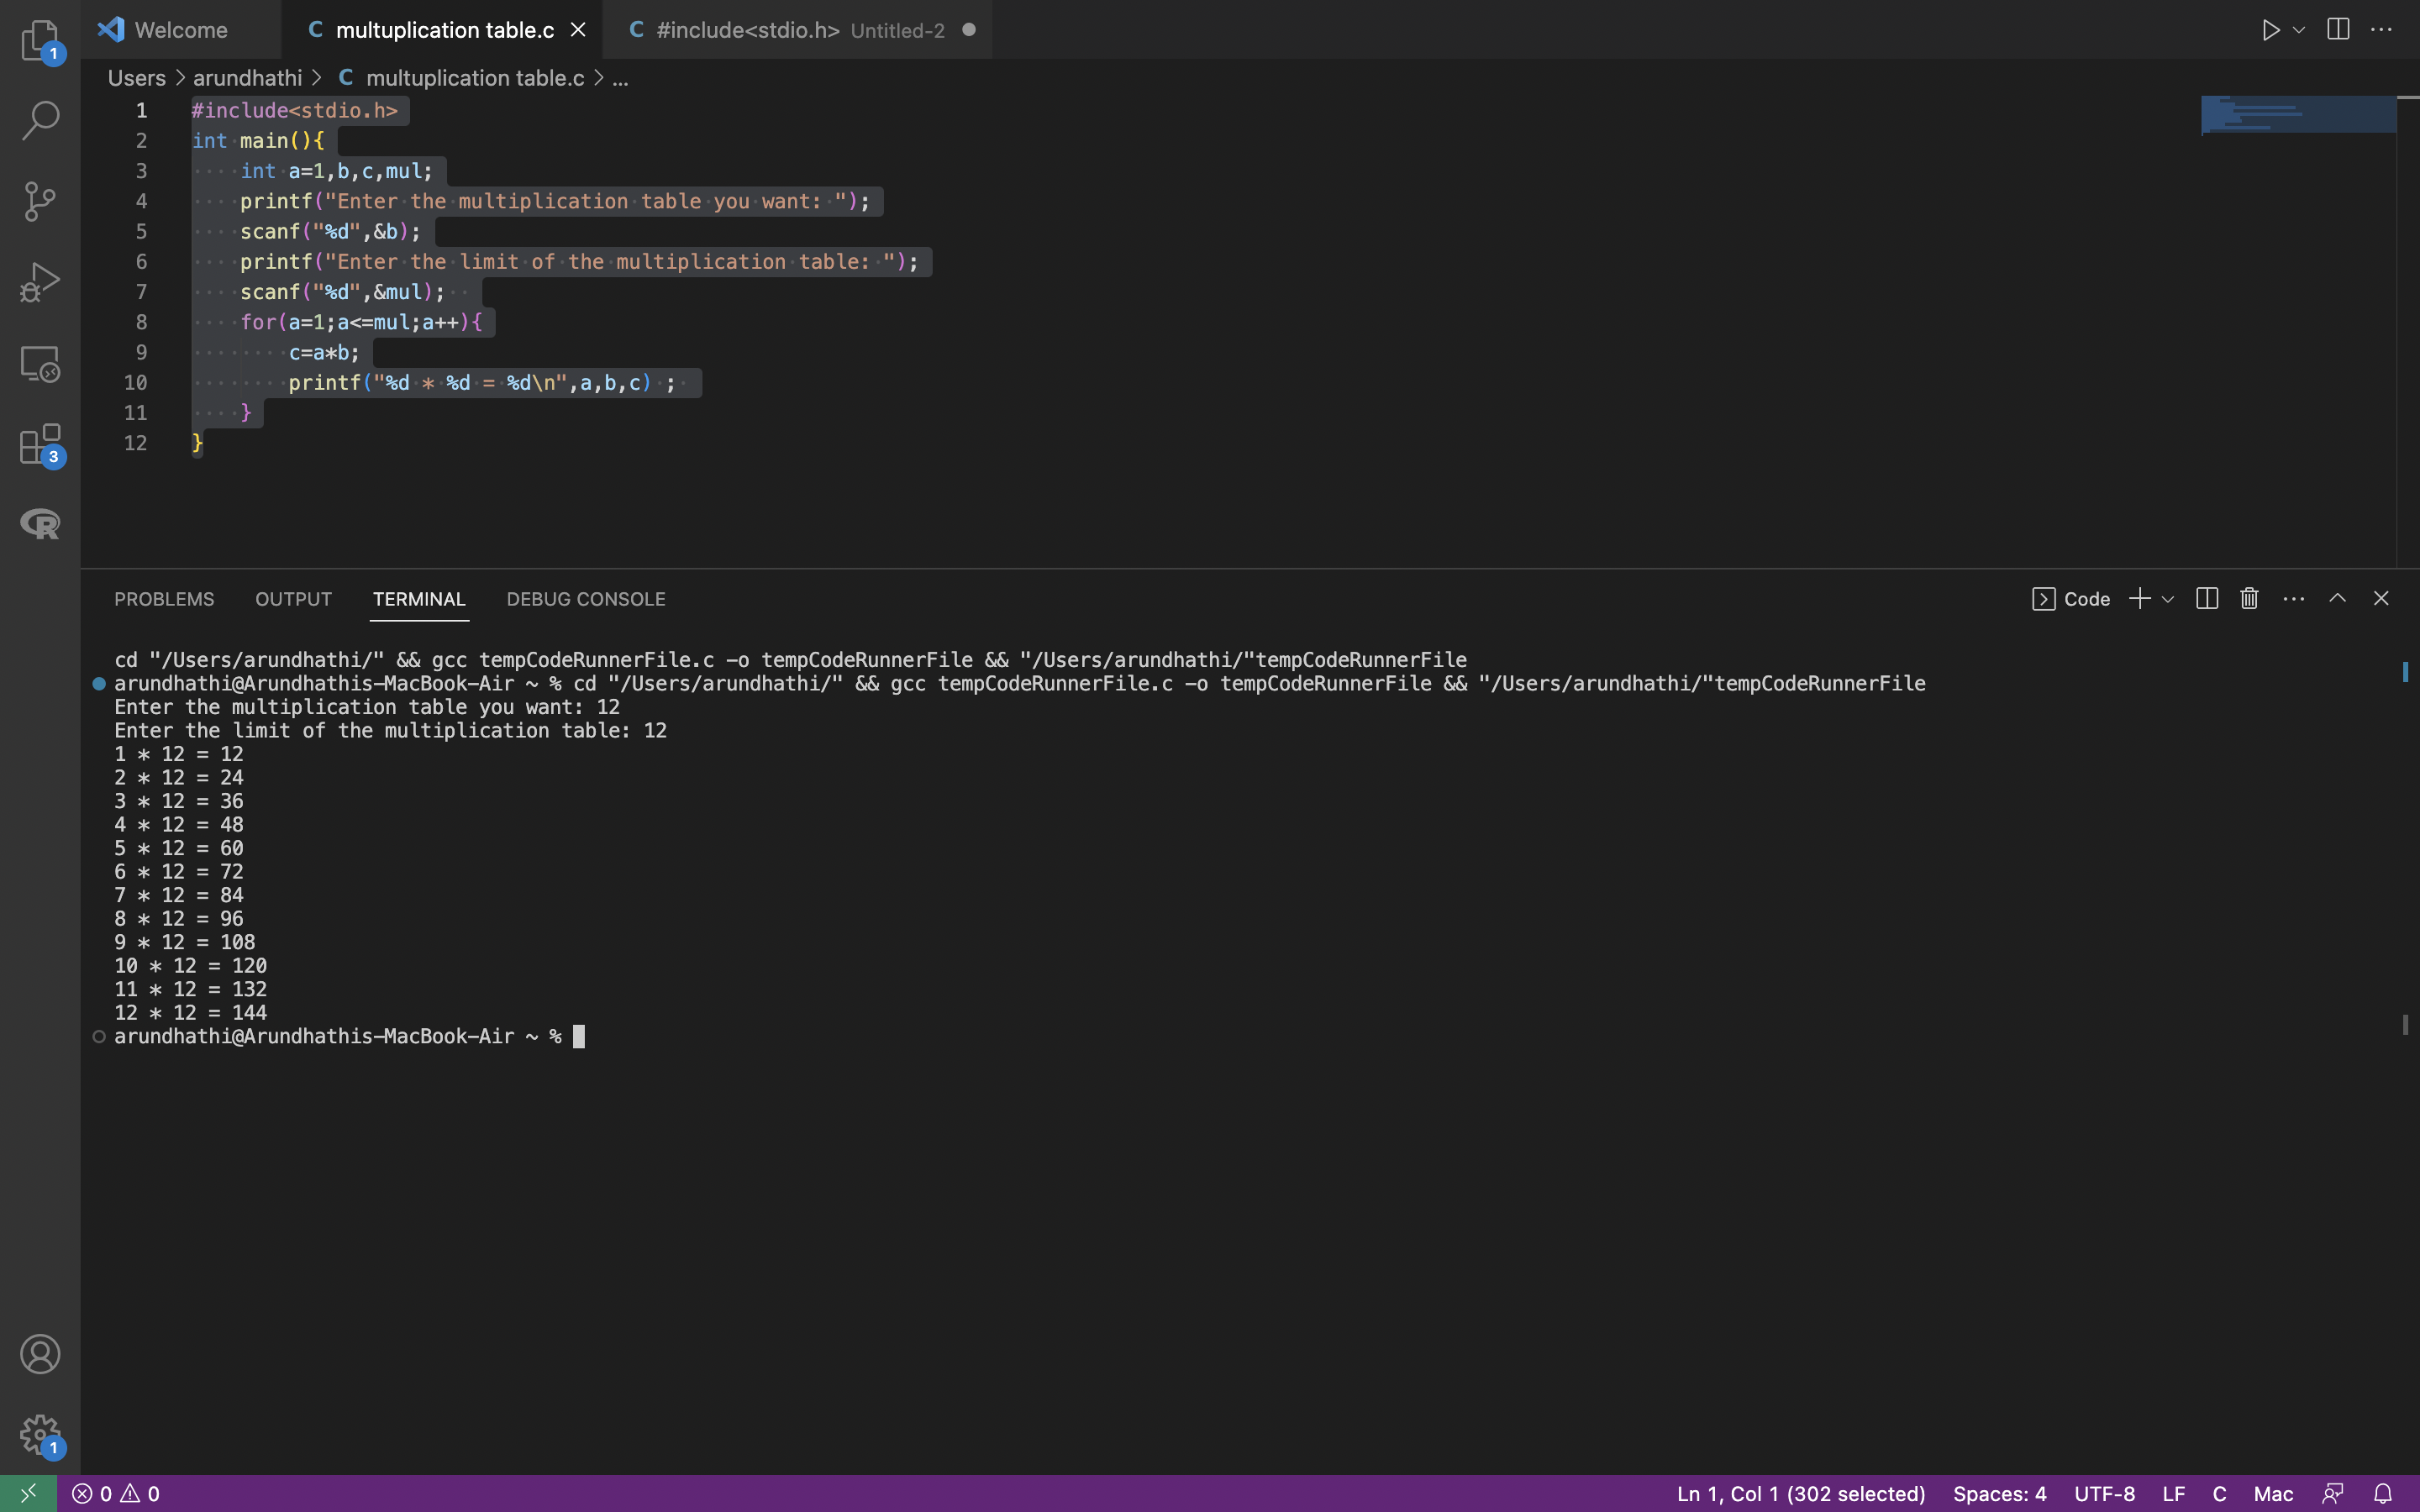 1
Welcome
C multuplication table.c
C #include<stdio.h> Untitled-2
Users > arundhathi > C multuplication table.c > ...
1 #include<stdio.h>
2 int main(){
3     int a=1,b,c,mul;
4     printf("Enter the multiplication table you want: ");
5     scanf("%d",&b);
6     printf("Enter the limit of the multiplication table: ");
7     scanf("%d",&mul);
8     for(a=1;a<=mul;a++){
9         c=a*b;
10         printf("%d * %d = %d\n",a,b,c) ;
11     }
12 }
3
R
PROBLEMS OUTPUT TERMINAL DEBUG CONSOLE
Code
cd "/Users/arundhathi/" && gcc tempCodeRunnerFile.c -o tempCodeRunnerFile && "/Users/arundhathi/"tempCodeRunnerFile
arundhathi@Arundhathis-MacBook-Air ~ % cd "/Users/arundhathi/" && gcc tempCodeRunnerFile.c -o tempCodeRunnerFile && "/Users/arundhathi/"tempCodeRunnerFile
Enter the multiplication table you want: 12
Enter the limit of the multiplication table: 12
1 * 12 = 12
2 * 12 = 24
3 * 12 = 36
4 * 12 = 48
5 * 12 = 60
6 * 12 = 72
7 * 12 = 84
8 * 12 = 96
9 * 12 = 108
10 * 12 = 120
11 * 12 = 132
12 * 12 = 144
arundhathi@Arundhathis-MacBook-Air ~ %
1
0 0
Ln 1, Col 1 (302 selected) Spaces: 4 UTF-8 LF C Mac